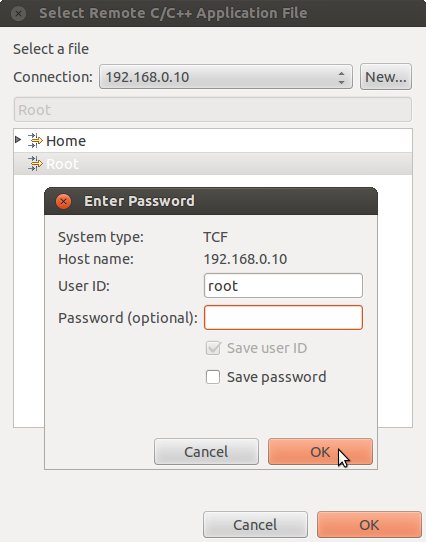 Select Remote C/C++ Application File
Select a file
Connection: 192.168.0.10 New...
Root
Home
Root
Enter Password
System type: TCF
Host name: 192.168.0.10
User ID: root
Password (optional):
Save user ID
Save password
Cancel OK
Cancel OK